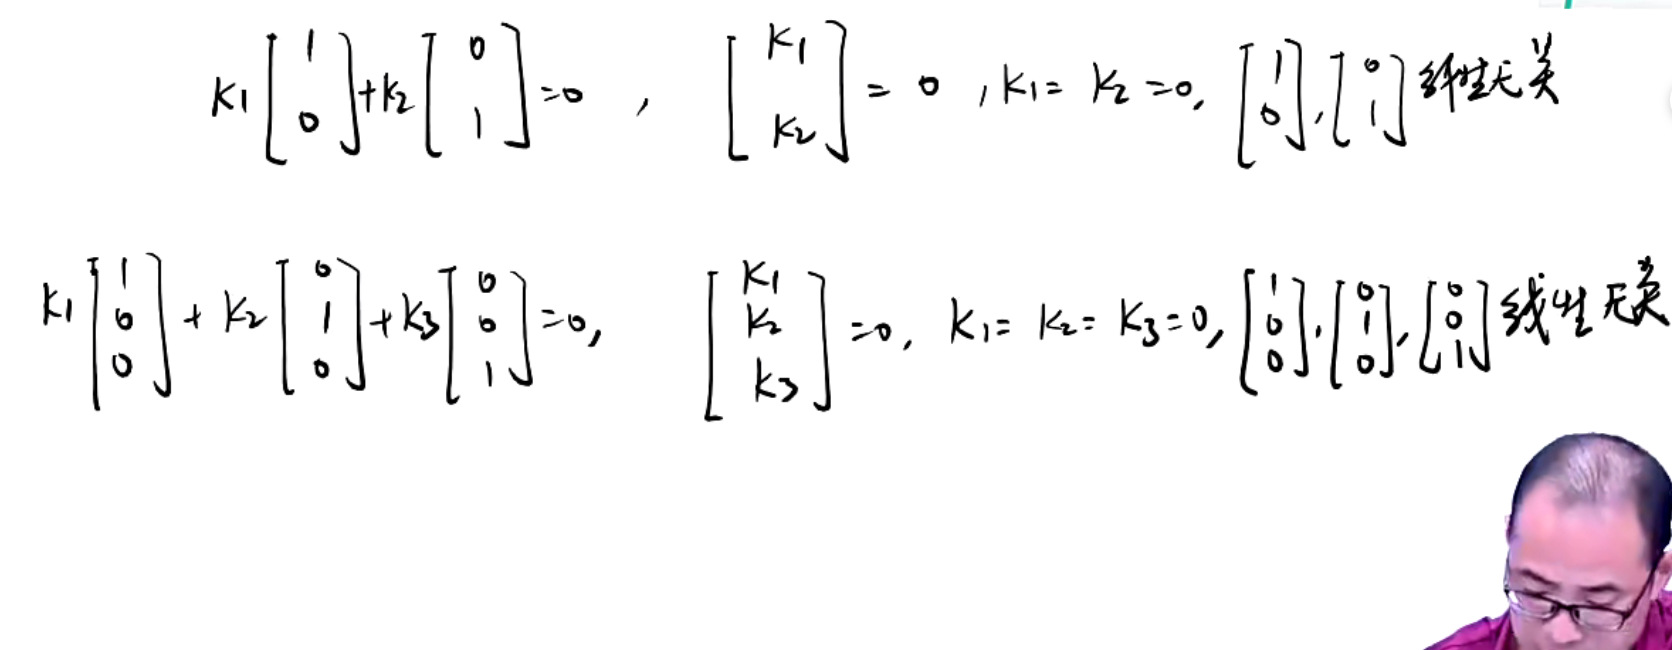 k₁[1 0]+k₂[0 1]=0 , [k₁ k₂] = 0 , k₁= k₂ =0, [1 0],[0 1] 线性无关
k₁[1 0 0] + k₂[0 1 0] + k₃[0 0 1] =0, [k₁ k₂ k₃] =0, k₁= k₂= k₃=0, [1 0 0],[0 1 0],[0 0 1] 线性无关